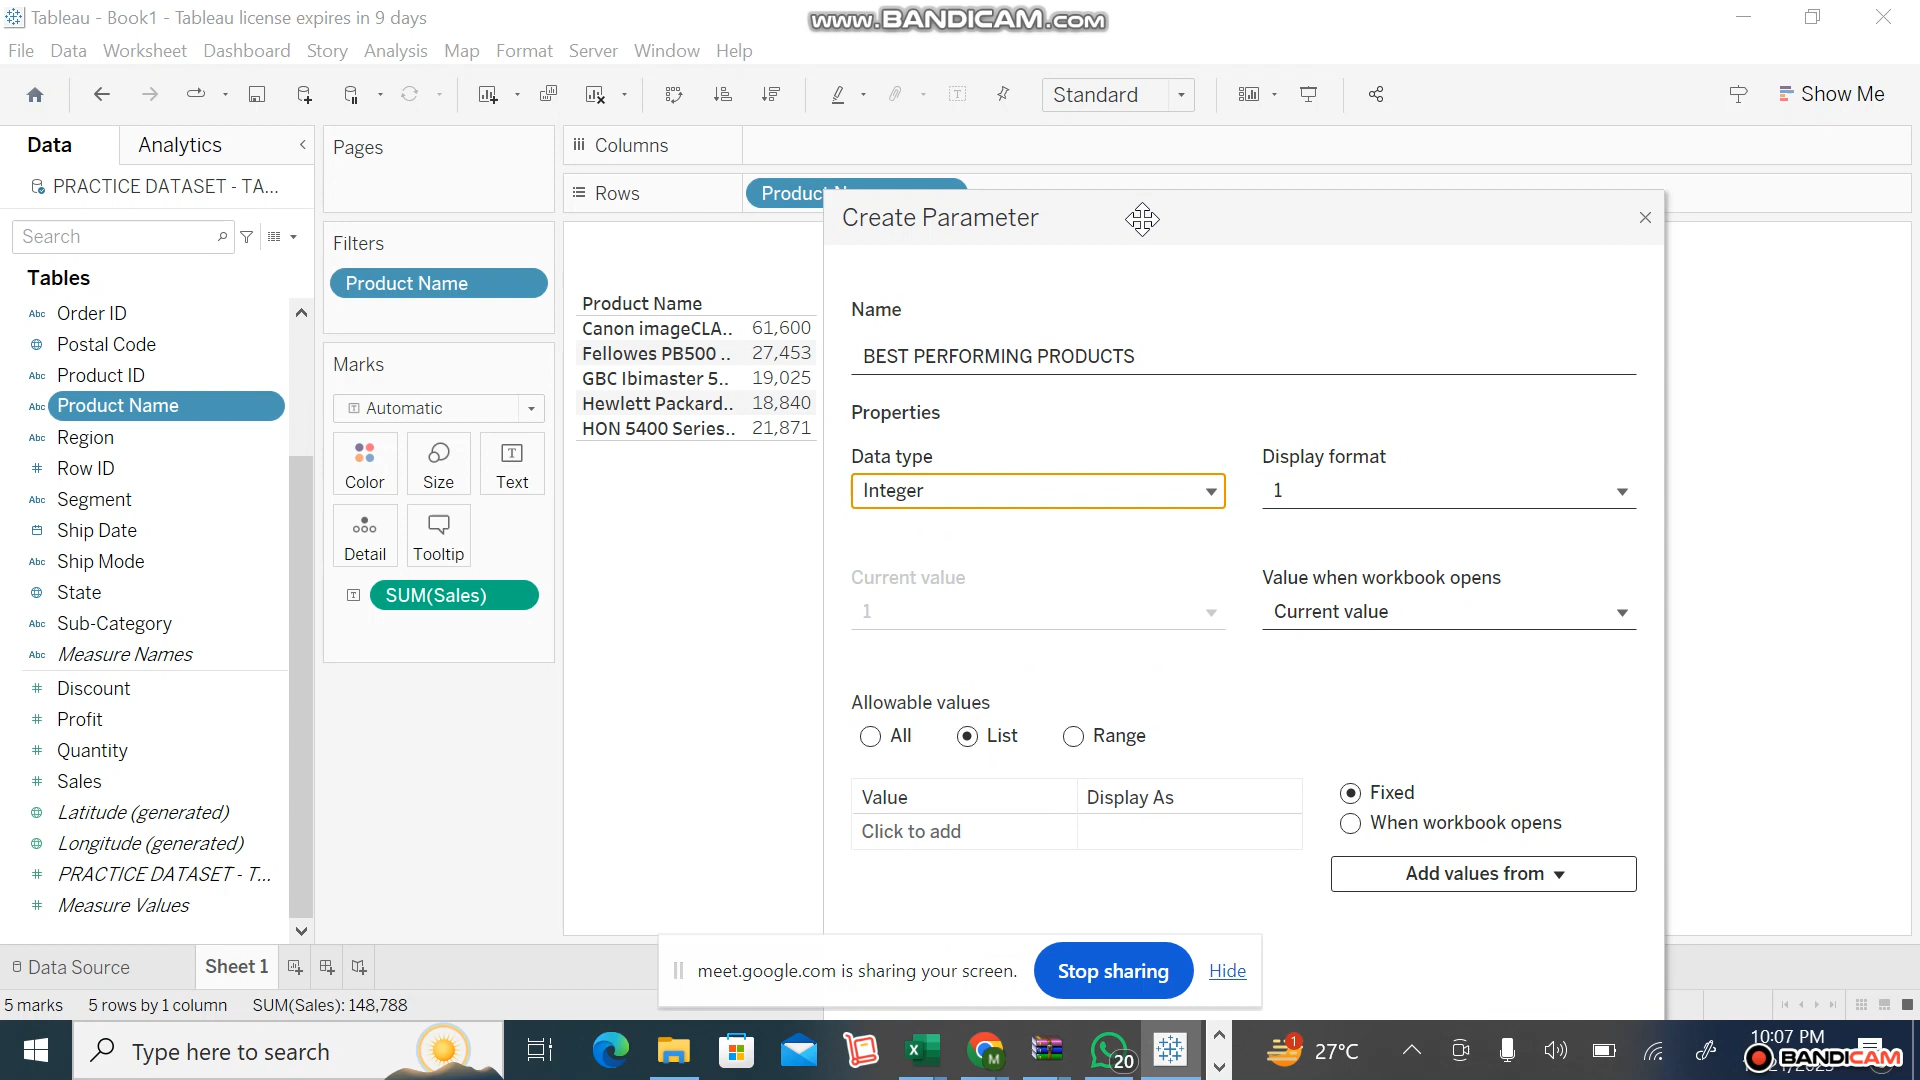 Tableau - Book1 - Tableau license expires in 9 days
www.BANDICAM.com
File Data Worksheet Dashboard Story Analysis Map Format Server Window Help
Standard
Show Me
Data
Analytics
Pages
Columns
PRACTICE DATASET - TA...
Rows
Product
Create Parameter
Search
Filters
Product Name
Tables
Order ID
Postal Code
Product ID
Product Name
Region
Row ID
Segment
Ship Date
Ship Mode
State
Sub-Category
Measure Names
Discount
Profit
Quantity
Sales
Latitude (generated)
Longitude (generated)
PRACTICE DATASET - T...
Measure Values
Marks
Automatic
Color
Size
Text
Detail
Tooltip
SUM(Sales)
Product Name
Canon imageCLA.. 61,600
Fellowes PB500 .. 27,453
GBC Ibimaster 5.. 19,025
Hewlett Packard.. 18,840
HON 5400 Series.. 21,871
Name
BEST PERFORMING PRODUCTS
Properties
Data type
Display format
Integer
1
Current value
Value when workbook opens
1
Current value
Allowable values
All
List
Range
Value
Display As
Click to add
Fixed
When workbook opens
Add values from
Data Source
Sheet 1
meet.google.com is sharing your screen.
Stop sharing
Hide
5 marks
5 rows by 1 column
SUM(Sales): 148,788
Type here to search
20
1
27°C
10:07 PM
BANDICAM